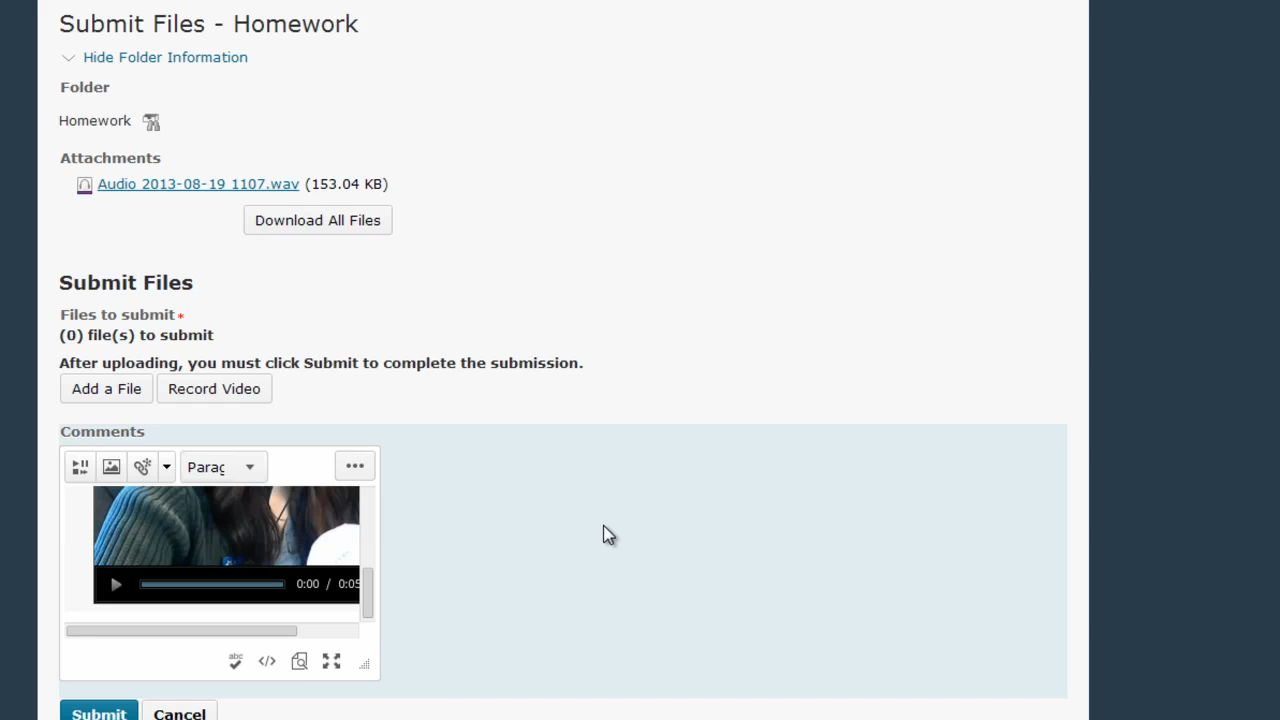 Submit Files - Homework
Hide Folder Information
Folder
Homework
Attachments
Audio 2013-08-19 1107.wav (153.04 KB)
Download All Files
Submit Files
Files to submit*
(0) file(s) to submit
After uploading, you must click Submit to complete the submission.
Add a File Record Video
Comments
Parag
0:00 / 0:05
abc
Submit Cancel